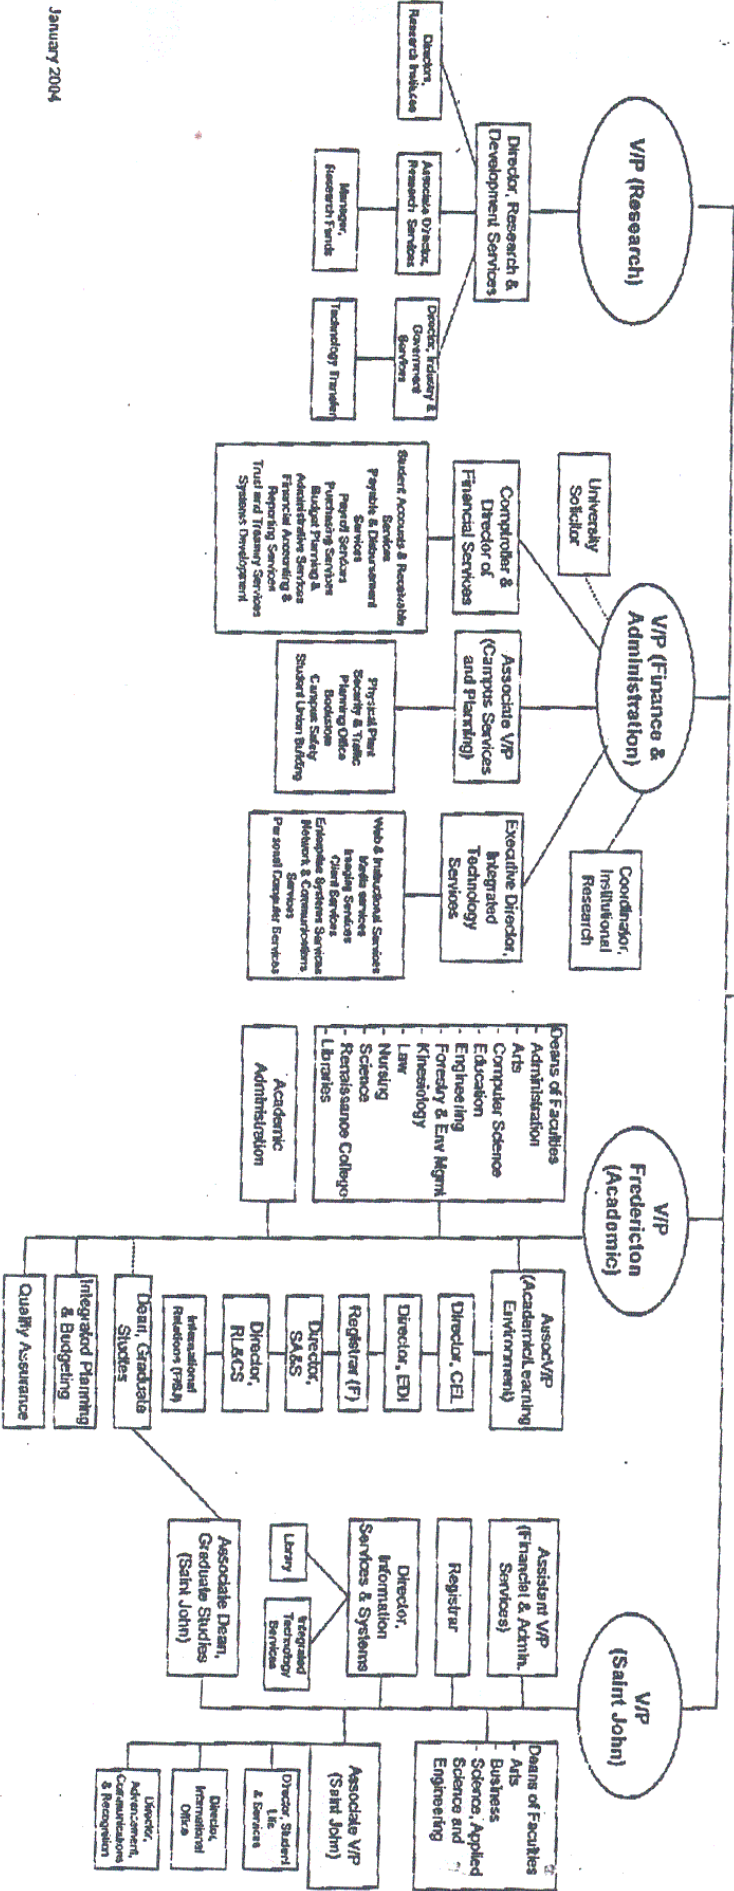 V/P (Research)
Director, Research &
Development Services
Directors,
Research Institutes
Associate Director,
Research Services
Manager,
Research Funds
Director, Industry &
Government
Services
Technology Transfer
V/P (Finance &
Administration)
University
Solicitor
Coordinator,
Institutional
Research
Comptroller &
Director of
Financial Services
Student Accounts & Receivable
Services
Payable & Disbursement
Services
Payroll Services
Purchasing Services
Budget Planning &
Administrative Services
Financial Accounting &
Reporting Services
Trust and Treasury Services
Systems Development
Associate V/P
(Campus Services
and Planning)
Physical Plant
Security & Traffic
Planning Office
Bookstore
Campus Safety
Student Union Building
Executive Director,
Integrated
Technology
Services
Web & Instructional Services
Media services
Imaging Services
Client Services
Enterprise Systems Services
Network & Communications
Services
Personal Computer Services
V/P
Fredericton
(Academic)
Deans of Faculties
- Administration
- Arts
- Computer Science
- Education
- Engineering
- Forestry & Env Mgmt
- Kinesiology
- Law
- Nursing
- Science
- Renaissance College
- Libraries
Academic
Administration
Assoc V/P
(Academic/Learning
Environment)
Director, CEL
Director, EDI
Registrar (F)
Director,
SA&S
Director,
RL&CS
International
Relations (F/SJ)
Dean, Graduate
Studies
Integrated Planning
& Budgeting
Quality Assurance
V/P
(Saint John)
Assistant V/P
(Financial & Admin.
Services)
Registrar
Director,
Information
Services & Systems
Library
Integrated
Technology
Services
Associate Dean,
Graduate Studies
(Saint John)
Deans of Faculties
- Arts
- Business
- Science, Applied
Science and
Engineering
Associate V/P
(Saint John)
Director, Student
Life
& Services
Director,
International
Office
Director,
Advancement,
Communications
& Recognition
January 2004